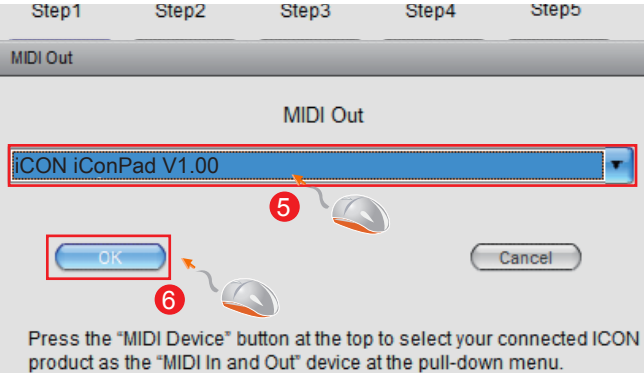 Step1 Step2 Step3 Step4 Step5
MIDI Out
MIDI Out
iCON iConPad V1.00
5
OK Cancel
6
Press the “MIDI Device” button at the top to select your connected ICON
product as the “MIDI In and Out” device at the pull-down menu.